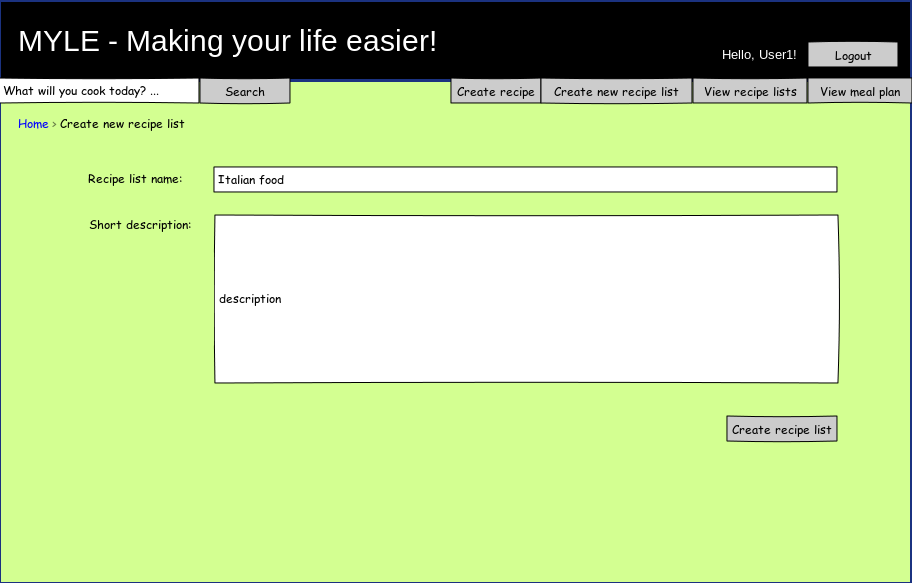 MYLE - Making your life easier!
Hello, User1!
Logout
What will you cook today? ...
Search
Create recipe
Create new recipe list
View recipe lists
View meal plan
Home > Create new recipe list
Recipe list name:
Italian food
Short description:
description
Create recipe list